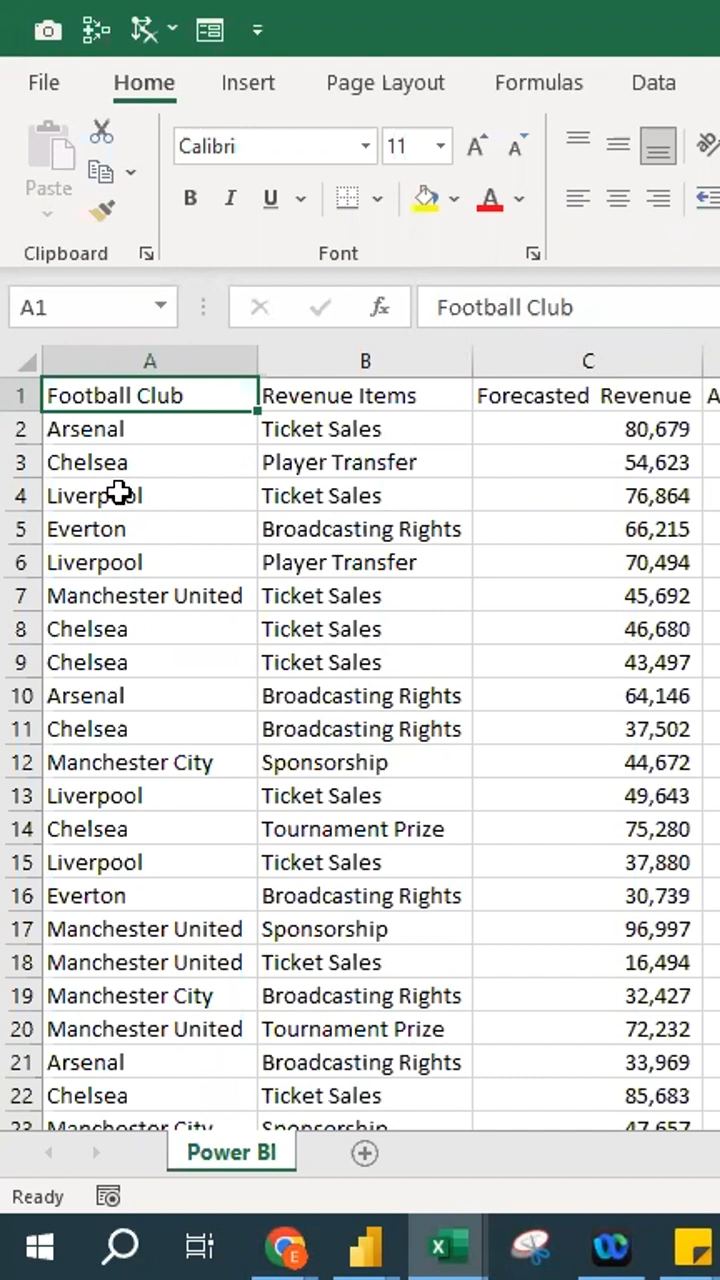 File Home Insert Page Layout Formulas Data
Paste
Calibri 11
B I U A
Clipboard Font
A1 fx Football Club
A B C
1 Football Club Revenue Items Forecasted Revenue A
2 Arsenal Ticket Sales 80,679
3 Chelsea Player Transfer 54,623
4 Liverpool Ticket Sales 76,864
5 Everton Broadcasting Rights 66,215
6 Liverpool Player Transfer 70,494
7 Manchester United Ticket Sales 45,692
8 Chelsea Ticket Sales 46,680
9 Chelsea Ticket Sales 43,497
10 Arsenal Broadcasting Rights 64,146
11 Chelsea Broadcasting Rights 37,502
12 Manchester City Sponsorship 44,672
13 Liverpool Ticket Sales 49,643
14 Chelsea Tournament Prize 75,280
15 Liverpool Ticket Sales 37,880
16 Everton Broadcasting Rights 30,739
17 Manchester United Sponsorship 96,997
18 Manchester United Ticket Sales 16,494
19 Manchester City Broadcasting Rights 32,427
20 Manchester United Tournament Prize 72,232
21 Arsenal Broadcasting Rights 33,969
22 Chelsea Ticket Sales 85,683
23 Manchester City Sponsorship 47,657
Power BI
Ready